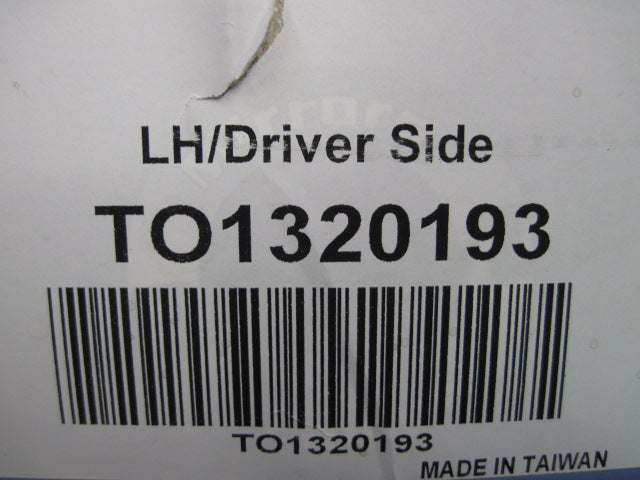 LH/Driver Side
TO1320193
TO1320193
MADE IN TAIWAN